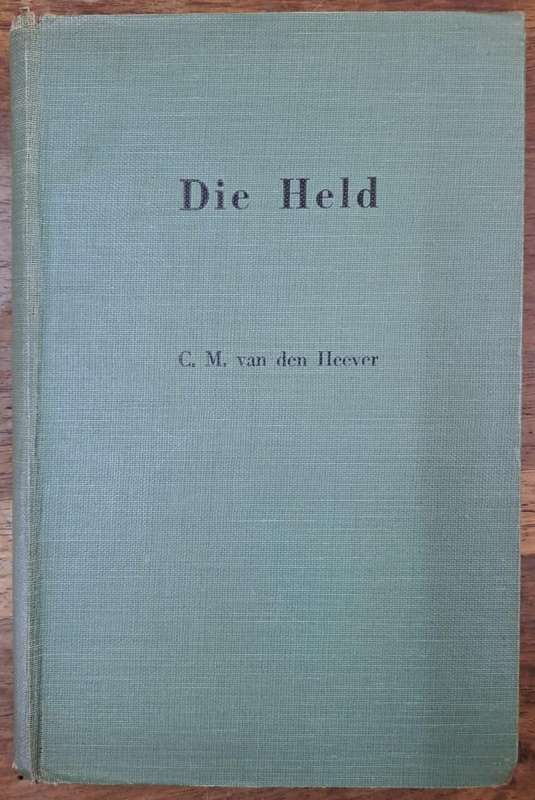 Die Held
C. M. van den Heever